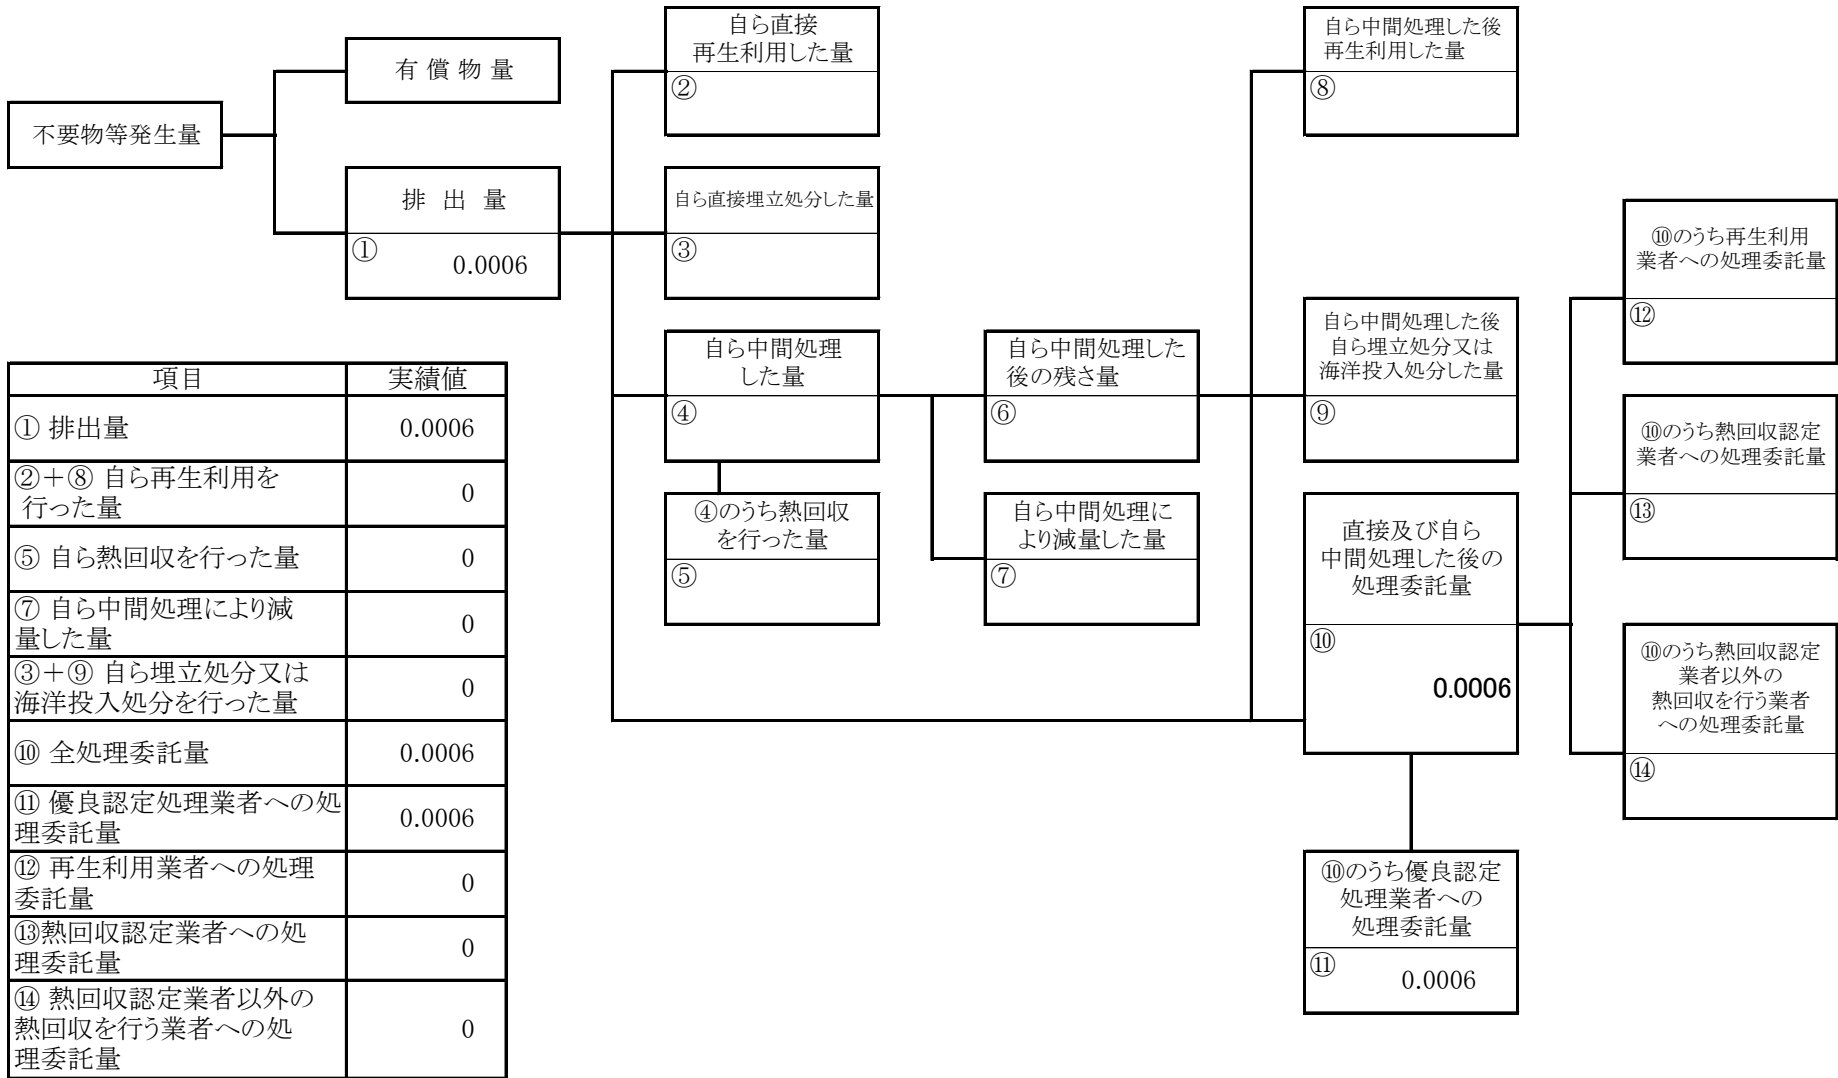 不要物等発生量
有 償 物 量
排 出 量
①
0.0006
自ら直接
再生利用した量
②
自ら直接埋立処分した量
③
自ら中間処理
した量
④
④のうち熱回収
を行った量
⑤
自ら中間処理した
後の残さ量
⑥
自ら中間処理に
より減量した量
⑦
自ら中間処理した後
再生利用した量
⑧
自ら中間処理した後
自ら埋立処分又は
海洋投入処分した量
⑨
直接及び自ら
中間処理した後の
処理委託量
⑩
0.0006
⑩のうち優良認定
処理業者への
処理委託量
⑪
0.0006
⑩のうち再生利用
業者への処理委託量
⑫
⑩のうち熱回収認定
業者への処理委託量
⑬
⑩のうち熱回収認定
業者以外の
熱回収を行う業者
への処理委託量
⑭
項目 実績値
① 排出量 0.0006
②＋⑧ 自ら再生利用を
行った量 0
⑤ 自ら熱回収を行った量 0
⑦ 自ら中間処理により減
量した量 0
③＋⑨ 自ら埋立処分又は
海洋投入処分を行った量 0
⑩ 全処理委託量 0.0006
⑪ 優良認定処理業者への処
理委託量 0.0006
⑫ 再生利用業者への処理
委託量 0
⑬熱回収認定業者への処
理委託量 0
⑭ 熱回収認定業者以外の
熱回収を行う業者への処
理委託量 0